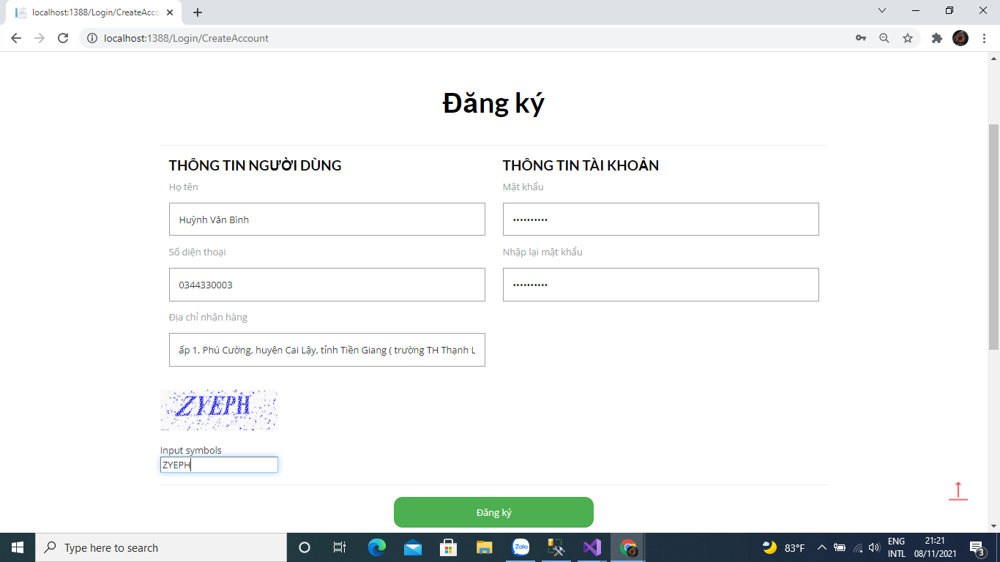 localhost:1388/Login/CreateAcco
localhost:1388/Login/CreateAccount
Đăng ký
THÔNG TIN NGƯỜI DÙNG
Họ tên
Huỳnh Văn Bình
Số diện thoại
0344330003
Địa chỉ nhận hàng
ấp 1, Phú Cường, huyên Cai Lậy, tỉnh Tiền Giang ( trường TH Thạnh L
THÔNG TIN TÀI KHOẢN
Mật khẩu
••••••••••
Nhập lại mật khẩu
••••••••••
ZYEPH
Input symbols
ZYEPH
Đăng ký
Type here to search
Zalo
83°F
ENG
INTL
21:21
08/11/2021
3